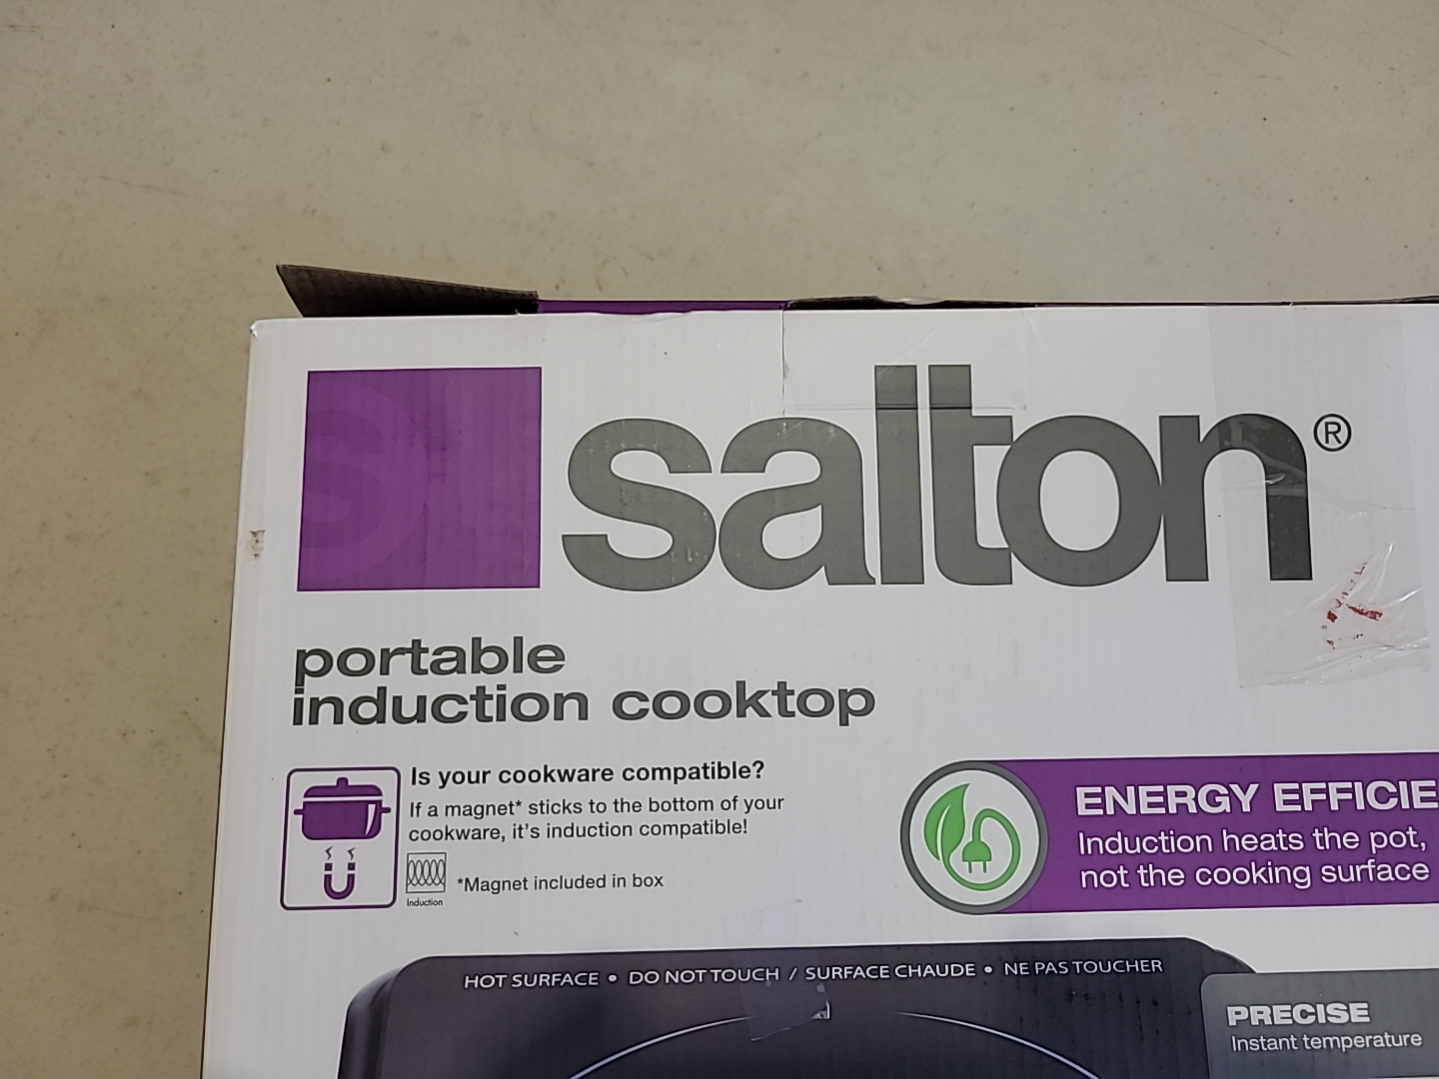 salton®
portable
induction cooktop
Is your cookware compatible?
If a magnet* sticks to the bottom of your
cookware, it's induction compatible!
*Magnet included in box
Induction
ENERGY EFFICIE
Induction heats the pot,
not the cooking surface
HOT SURFACE • DO NOT TOUCH / SURFACE CHAUDE • NE PAS TOUCHER
PRECISE
Instant temperature